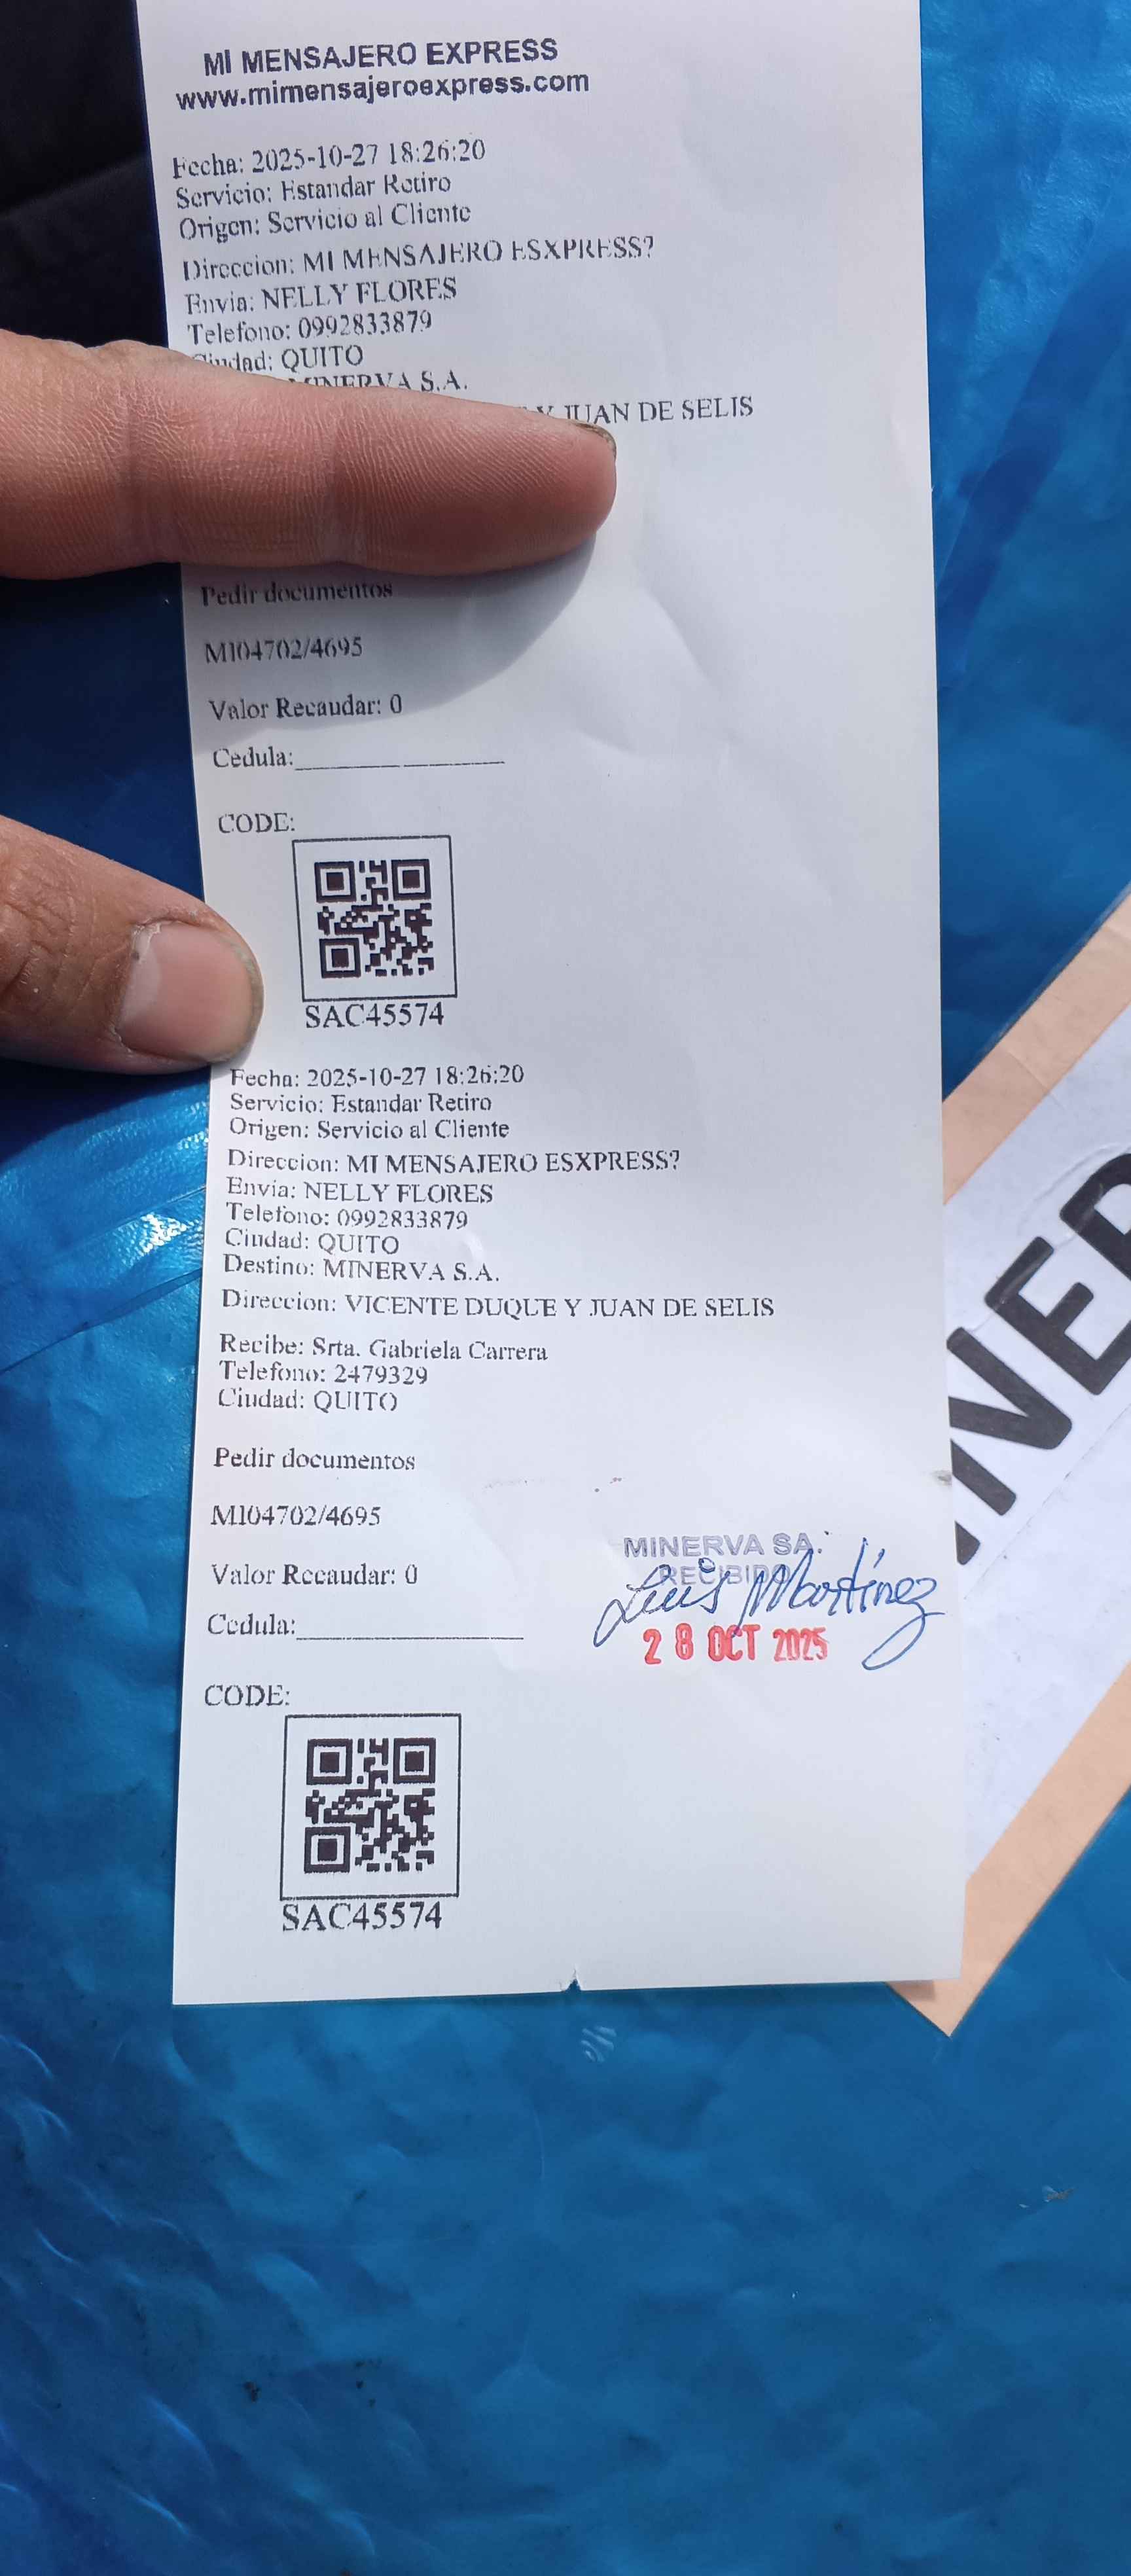 MI MENSAJERO EXPRESS
www.mimensajeroexpress.com
Fecha: 2025-10-27 18:26:20
Servicio: Estandar Retiro
Origen: Servicio al Cliente
Direccion: MI MENSAJERO ESXPRESS?
Envia: NELLY FLORES
Telefono: 0992833879
Ciudad: QUITO
MINERVA S.A.
Y JUAN DE SELIS
Pedir documentos
MI04702/4695
Valor Recaudar: 0
Cedula:
CODE:
SAC45574
Fecha: 2025-10-27 18:26:20
Servicio: Estandar Retiro
Origen: Servicio al Cliente
Direccion: MI MENSAJERO ESXPRESS?
Envia: NELLY FLORES
Telefono: 0992833879
Ciudad: QUITO
Destino: MINERVA S.A.
Direccion: VICENTE DUQUE Y JUAN DE SELIS
Recibe: Srta. Gabriela Carrera
Telefono: 2479329
Ciudad: QUITO
Pedir documentos
MI04702/4695
Valor Recaudar: 0
Cedula:
MINERVA SA.
RECIBIDO
Luis Martínez
28 OCT 2025
CODE:
SAC45574